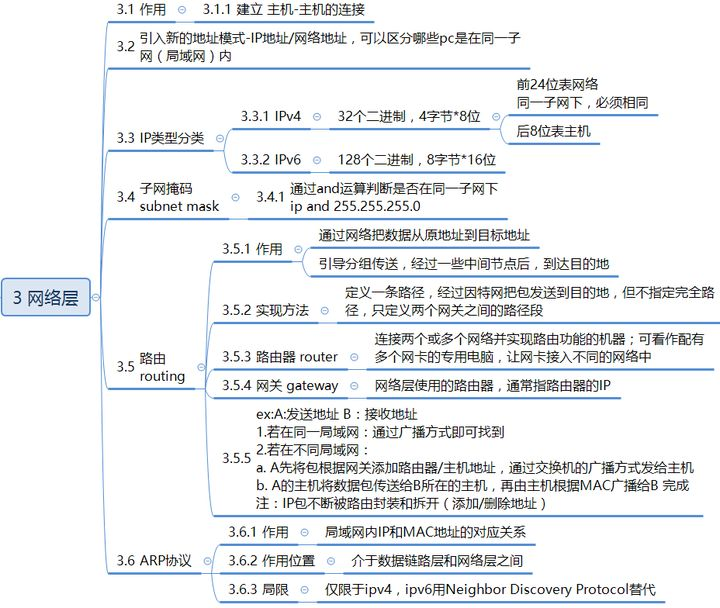 3 网络层
3.1 作用
3.1.1 建立 主机-主机的连接
3.2
引入新的地址模式-IP地址/网络地址，可以区分哪些pc是在同一子
网（局域网）内
3.3 IP类型分类
3.3.1 IPv4
32个二进制，4字节*8位
前24位表网络
同一子网下，必须相同
后8位表主机
3.3.2 IPv6
128个二进制，8字节*16位
3.4
子网掩码
subnet mask
3.4.1
通过and运算判断是否在同一子网下
ip and 255.255.255.0
3.5
路由
routing
3.5.1 作用
通过网络把数据从原地址到目标地址
引导分组传送，经过一些中间节点后，到达目的地
3.5.2 实现方法
定义一条路径，经过因特网把包发送到目的地，但不指定完全路
径，只定义两个网关之间的路径段
3.5.3 路由器 router
连接两个或多个网络并实现路由功能的机器；可看作配有
多个网卡的专用电脑，让网卡接入不同的网络中
3.5.4 网关 gateway
网络层使用的路由器，通常指路由器的IP
3.5.5
ex:A:发送地址 B：接收地址
1.若在同一局域网：通过广播方式即可找到
2.若在不同局域网：
a. A先将包根据网关添加路由器/主机地址，通过交换机的广播方式发给主机
b. A的主机将数据包传送给B所在的主机，再由主机根据MAC广播给B 完成
注：IP包不断被路由封装和拆开（添加/删除地址）
3.6 ARP协议
3.6.1 作用
局域网内IP和MAC地址的对应关系
3.6.2 作用位置
介于数据链路层和网络层之间
3.6.3 局限
仅限于ipv4，ipv6用Neighbor Discovery Protocol替代